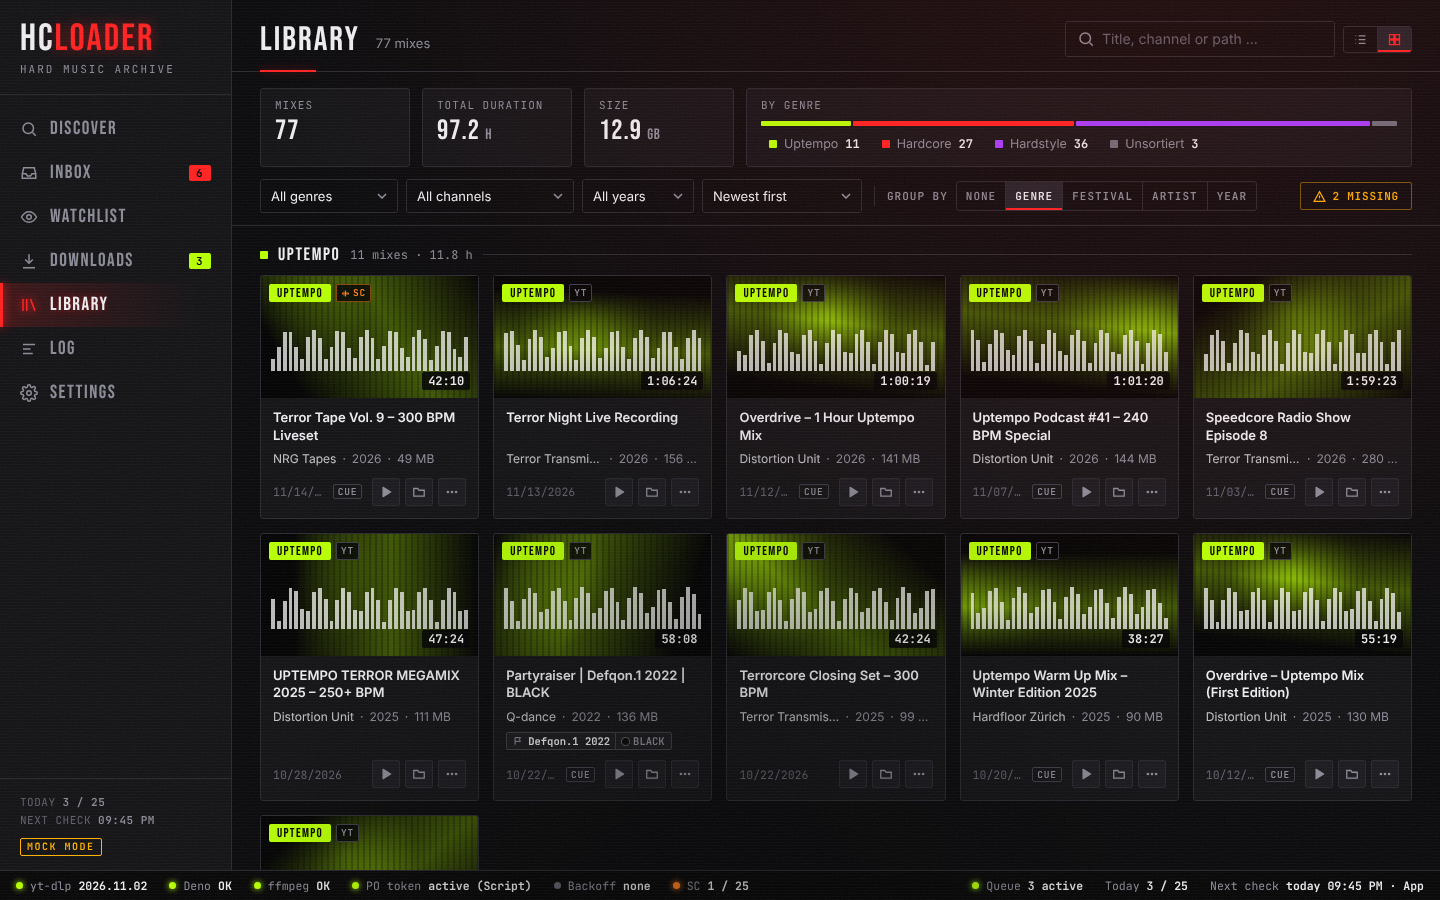 HCLOADER
HARD MUSIC ARCHIVE
DISCOVER
INBOX 6
WATCHLIST
DOWNLOADS 3
LIBRARY
LOG
SETTINGS
TODAY 3 / 25
NEXT CHECK 09:45 PM
MOCK MODE
LIBRARY 77 mixes
Title, channel or path ...
MIXES
77
TOTAL DURATION
97.2 H
SIZE
12.9 GB
BY GENRE
Uptempo 11 Hardcore 27 Hardstyle 36 Unsortiert 3
All genres All channels All years Newest first GROUP BY NONE GENRE FESTIVAL ARTIST YEAR 2 MISSING
UPTEMPO 11 mixes · 11.8 h
UPTEMPO SC
42:10
Terror Tape Vol. 9 – 300 BPM
Liveset
NRG Tapes · 2026 · 49 MB
11/14/… CUE
UPTEMPO YT
1:06:24
Terror Night Live Recording
Terror Transmi… · 2026 · 156 …
11/13/2026
UPTEMPO YT
1:00:19
Overdrive – 1 Hour Uptempo
Mix
Distortion Unit · 2026 · 141 MB
11/12/… CUE
UPTEMPO YT
1:01:20
Uptempo Podcast #41 – 240
BPM Special
Distortion Unit · 2026 · 144 MB
11/07/… CUE
UPTEMPO YT
1:59:23
Speedcore Radio Show
Episode 8
Terror Transmi… · 2026 · 280 …
11/03/… CUE
UPTEMPO YT
47:24
UPTEMPO TERROR MEGAMIX
2025 – 250+ BPM
Distortion Unit · 2025 · 111 MB
10/28/2026
UPTEMPO YT
58:08
Partyraiser | Defqon.1 2022 |
BLACK
Q-dance · 2022 · 136 MB
Defqon.1 2022 BLACK
10/22/… CUE
UPTEMPO YT
42:24
Terrorcore Closing Set – 300
BPM
Terror Transmis… · 2025 · 99 …
10/22/2026
UPTEMPO YT
38:27
Uptempo Warm Up Mix –
Winter Edition 2025
Hardfloor Zürich · 2025 · 90 MB
10/20/… CUE
UPTEMPO YT
55:19
Overdrive – Uptempo Mix
(First Edition)
Distortion Unit · 2025 · 130 MB
10/12/… CUE
UPTEMPO YT
yt-dlp 2026.11.02 Deno OK ffmpeg OK PO token active (Script) Backoff none SC 1 / 25 Queue 3 active Today 3 / 25 Next check today 09:45 PM · App